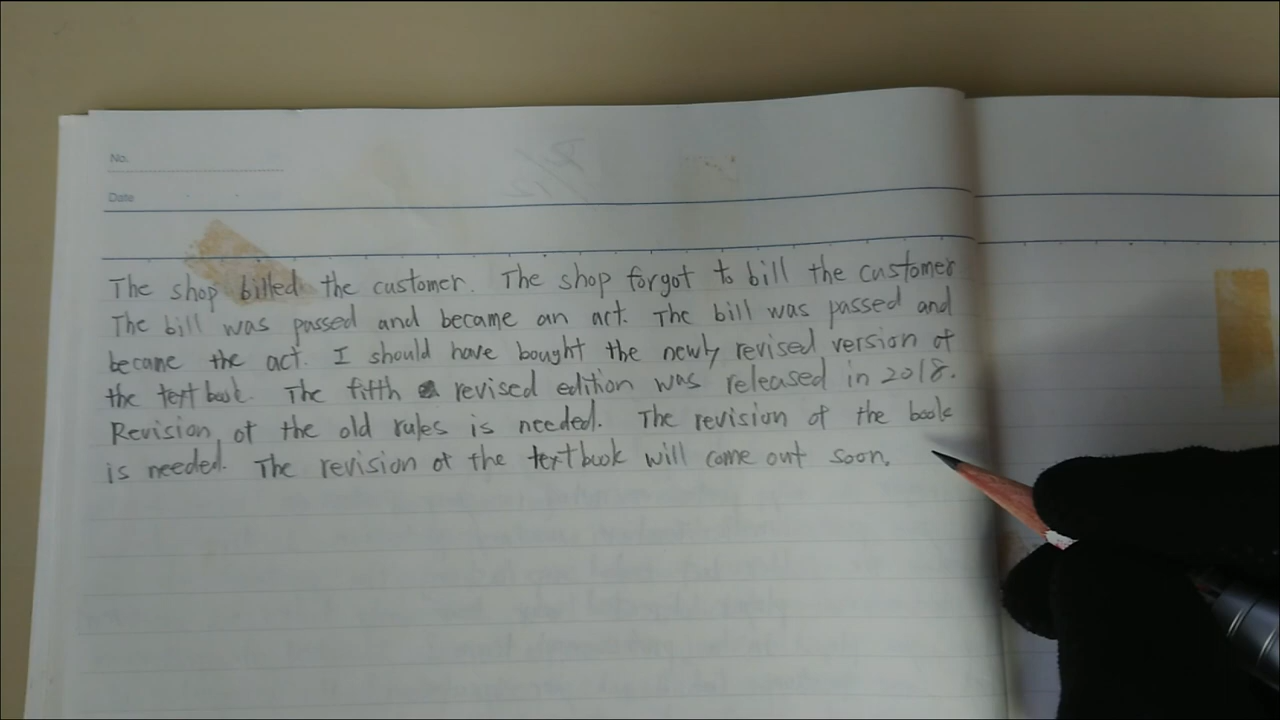 No.
Date
The shop billed the customer. The shop forgot to bill the customer
The bill was passed and became an act. The bill was passed and
became the act. I should have bought the newly revised version of
the textbook. The fifth revised edition was released in 2018.
Revision of the old rules is needed. The revision of the book
is needed. The revision of the textbook will come out soon.